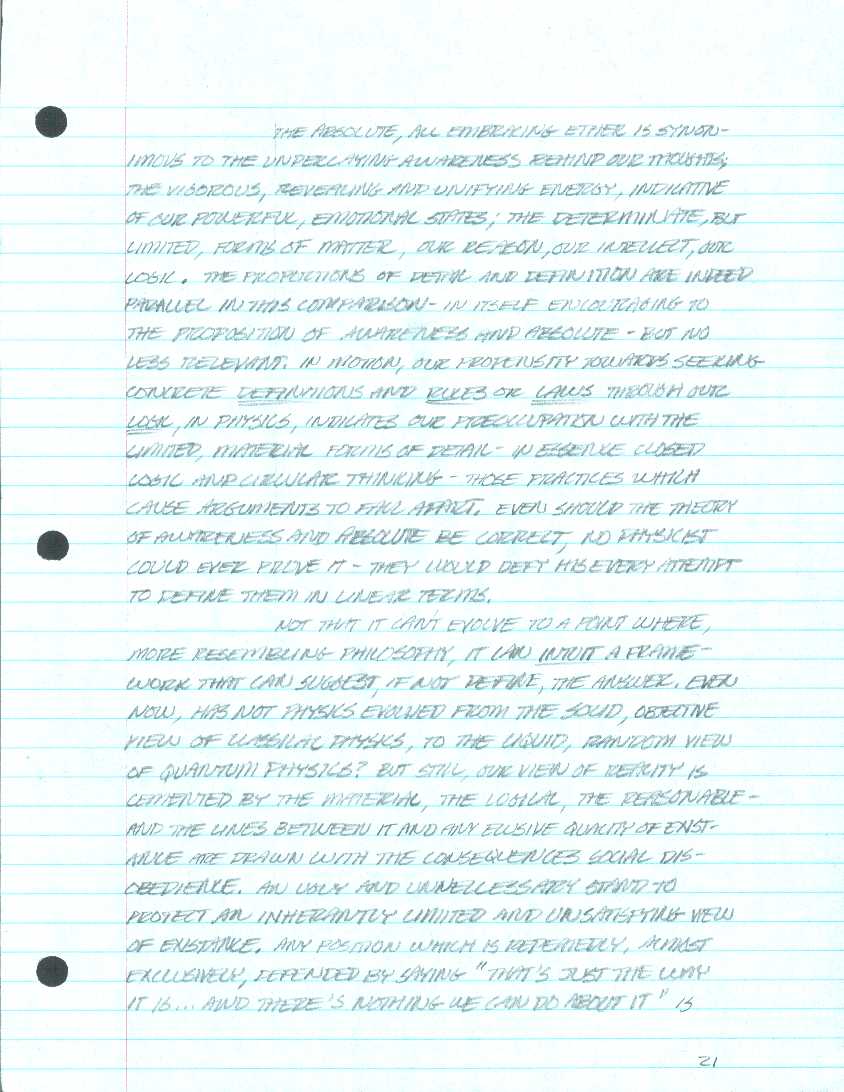 THE ABSOLUTE, ALL EMBRACING ETHER IS SYNON-
IMOUS TO THE UNDERLAYING AWARENESS BEHIND OUR THOUGHTS;
THE VIGOROUS, REVEALING AND UNIFYING ENERGY, INDICATIVE
OF OUR POWERFUL, EMOTIONAL STATES; THE DETERMINATE, BUT
LIMITED, FORMS OF MATTER, OUR REASON, OUR INTELLECT, OUR
LOGIC. THE PROPORTIONS OF DETAIL AND DEFINITION ARE INDEED
PARALLEL IN THIS COMPARISON - IN ITSELF ENCOURAGING TO
THE PROPOSITION OF AWARENESS AND ABSOLUTE - BUT NO
LESS RELEVANT. IN MOTION, OUR PROPENSITY TOWARDS SEEKING
CONCRETE DEFINITIONS AND RULES OR LAWS THROUGH OUR
LOGIC, IN PHYSICS, INDICATES OUR PREOCCUPATION WITH THE
LIMITED, MATERIAL FORMS OF DETAIL - IN ESSENCE CLOSED
LOGIC AND CIRCULAR THINKING - THOSE PRACTICES WHICH
CAUSE ARGUMENTS TO FALL APART. EVEN SHOULD THE THEORY
OF AWARENESS AND ABSOLUTE BE CORRECT, NO PHYSICIST
COULD EVER PROVE IT - THEY WOULD DEFY HIS EVERY ATTEMPT
TO DEFINE THEM IN LINEAR TERMS.
NOT THAT IT CAN'T EVOLVE TO A POINT WHERE,
MORE RESEMBLING PHILOSOPHY, IT CAN INTUIT A FRAME-
WORK THAT CAN SUGGEST, IF NOT DEFINE, THE ANSWER. EVEN
NOW, HAS NOT PHYSICS EVOLVED FROM THE SOLID, OBJECTIVE
VIEW OF CLASSICAL PHYSICS, TO THE LIQUID, RANDOM VIEW
OF QUANTUM PHYSICS? BUT STILL, OUR VIEW OF REALITY IS
CEMENTED BY THE MATERIAL, THE LOGICAL, THE REASONABLE -
AND THE LINES BETWEEN IT AND ANY ELUSIVE QUALITY OF EXIST-
ANCE ARE DRAWN WITH THE CONSEQUENCES SOCIAL DIS-
OBEDIENCE. AN UGLY AND UNNECESSARY STAND TO
PROTECT AN INHERANTLY LIMITED AND UNSATISFYING VIEW
OF EXISTANCE. ANY POSITION WHICH IS REPEATEDLY, ALMOST
EXCLUSIVELY, DEFENDED BY SAYING "THAT'S JUST THE WAY
IT IS... AND THERE'S NOTHING WE CAN DO ABOUT IT" IS
21